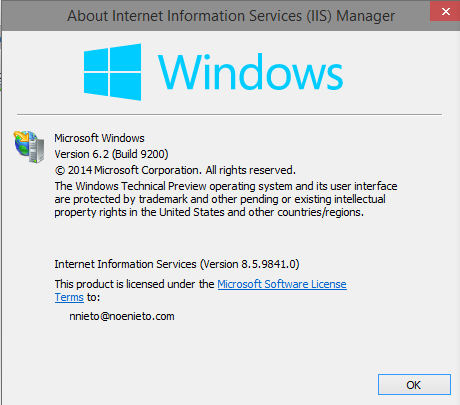 About Internet Information Services (IIS) Manager
Windows
Microsoft Windows
Version 6.2 (Build 9200)
© 2014 Microsoft Corporation. All rights reserved.
The Windows Technical Preview operating system and its user interface
are protected by trademark and other pending or existing intellectual
property rights in the United States and other countries/regions.
Internet Information Services (Version 8.5.9841.0)
This product is licensed under the Microsoft Software License
Terms to:
nnieto@noenieto.com
OK